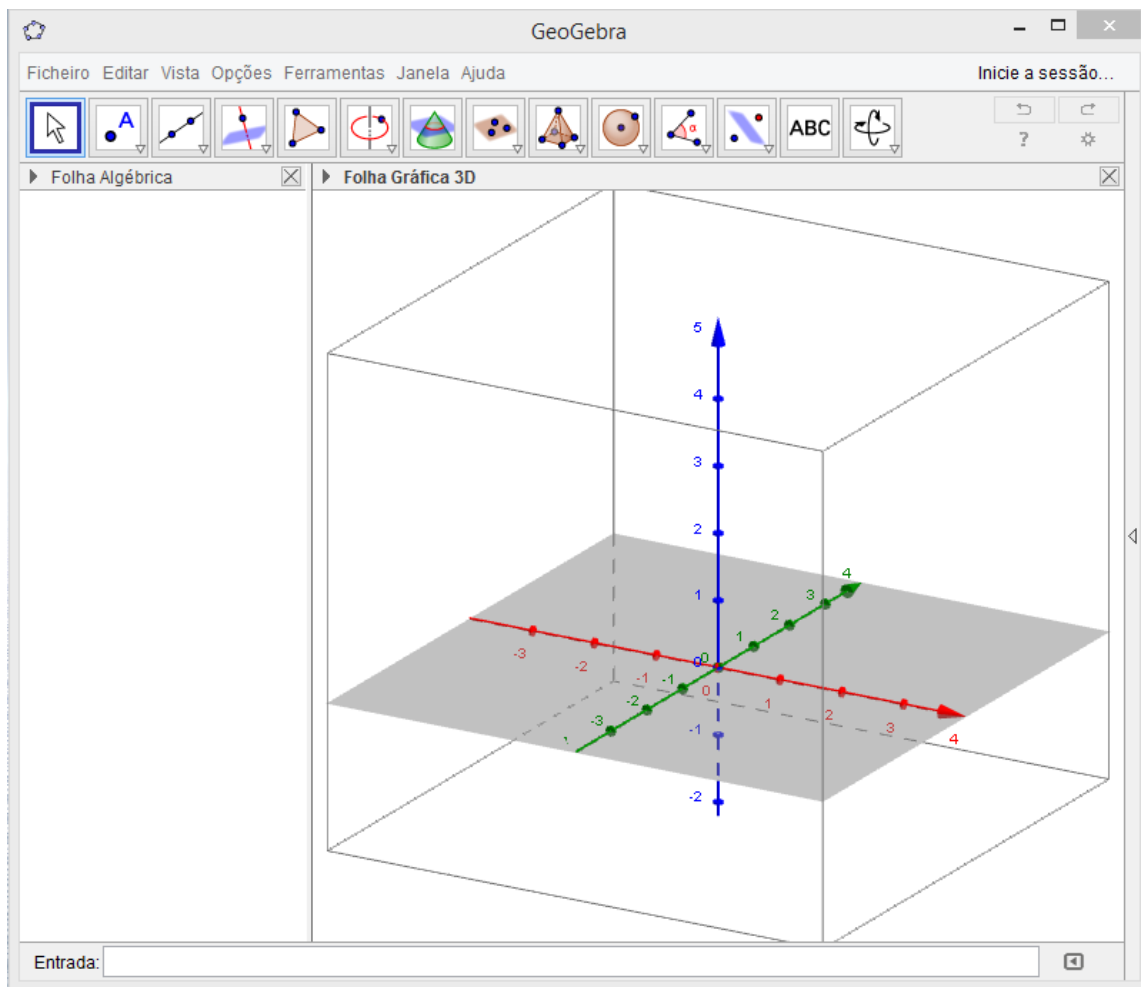 GeoGebra
Ficheiro Editar Vista Opções Ferramentas Janela Ajuda
Inicie a sessão...
A
α
ABC
?
Folha Algébrica
Folha Gráfica 3D
5
4
3
2
1
0
-1
-2
4
3
2
1
0
-1
-2
-3
-3
-2
-1
0
1
2
3
4
Entrada: